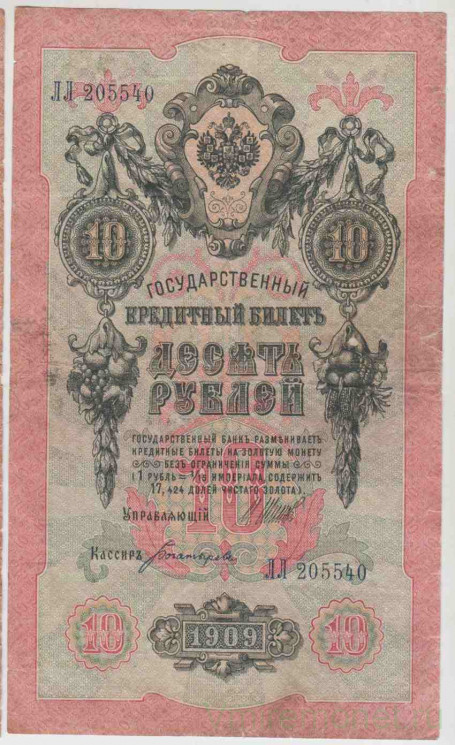 ЛЛ 205540
10 10
ГОСУДАРСТВЕННЫЙ
КРЕДИТНЫЙ БИЛЕТЪ
ДЕСЯТЬ
РУБЛЕЙ
ГОСУДАРСТВЕННЫЙ БАНКЪ РАЗМѢНИВАЕТЪ
КРЕДИТНЫЕ БИЛЕТЫ НА ЗОЛОТУЮ МОНЕТУ
БЕЗЪ ОГРАНИЧЕНІЯ СУММЫ
(1 РУБЛЬ = 1/15 ИМПЕРІАЛА, СОДЕРЖИТЪ
17,424 ДОЛЕЙ ЧИСТАГО ЗОЛОТА).
10
Управляющій
Кассиръ
ЛЛ 205540
10 1909 10